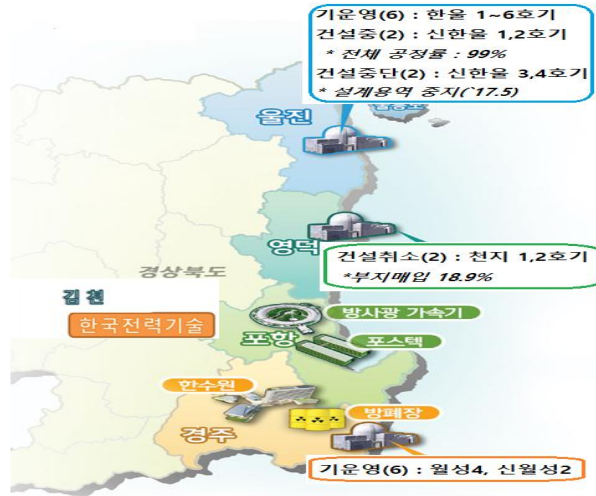 기운영(6) : 한울 1~6호기
건설중(2) : 신한울 1,2호기
* 전체 공정률 : 99%
건설중단(2) : 신한울 3,4호기
* 설계용역 중지(`17.5)
울진
영덕
건설취소(2) : 천지 1,2호기
*부지매입 18.9%
경상북도
김천
한국전력기술
방사광 가속기
포항
포스텍
한수원
방폐장
경주
기운영(6) : 월성4, 신월성2